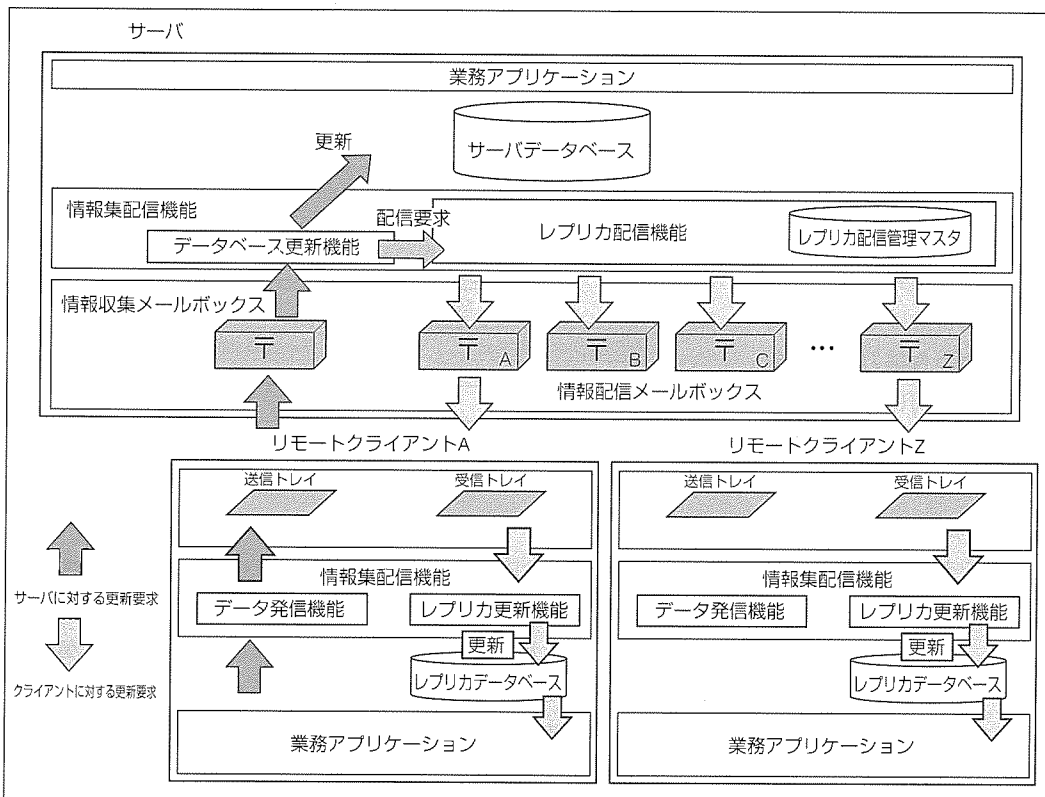 サーバ
業務アプリケーション
サーバデータベース
更新
情報集配信機能
データベース更新機能
配信要求
レプリカ配信機能
レプリカ配信管理マスタ
情報収集メールボックス
〒
〒 A
〒 B
〒 C
…
〒 Z
情報配信メールボックス
リモートクライアントA
送信トレイ
受信トレイ
情報集配信機能
データ発信機能
レプリカ更新機能
更新
レプリカデータベース
業務アプリケーション
リモートクライアントZ
送信トレイ
受信トレイ
情報集配信機能
データ発信機能
レプリカ更新機能
更新
レプリカデータベース
業務アプリケーション
サーバに対する更新要求
クライアントに対する更新要求